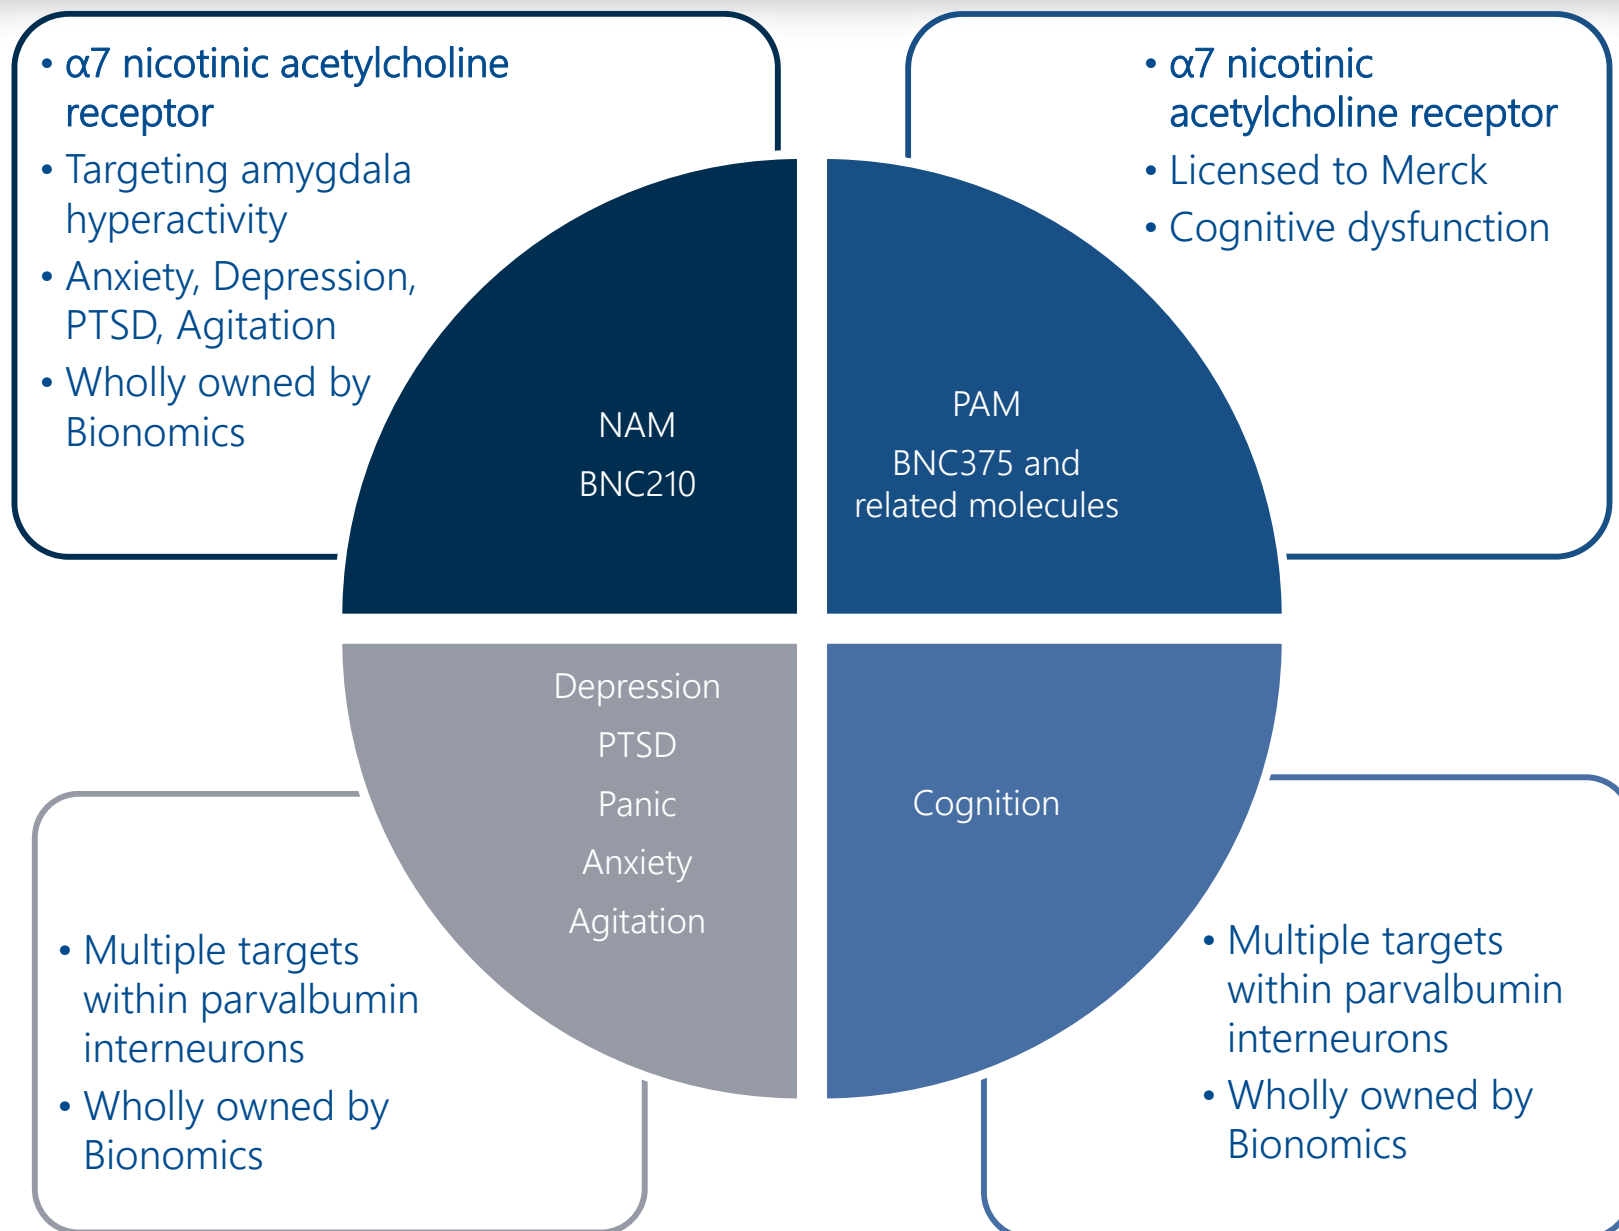 • α7 nicotinic acetylcholine
receptor
• Targeting amygdala
hyperactivity
• Anxiety, Depression,
PTSD, Agitation
• Wholly owned by
Bionomics
• α7 nicotinic
acetylcholine receptor
• Licensed to Merck
• Cognitive dysfunction
NAM
BNC210
PAM
BNC375 and
related molecules
Depression
PTSD
Panic
Anxiety
Agitation
Cognition
• Multiple targets
within parvalbumin
interneurons
• Wholly owned by
Bionomics
• Multiple targets
within parvalbumin
interneurons
• Wholly owned by
Bionomics